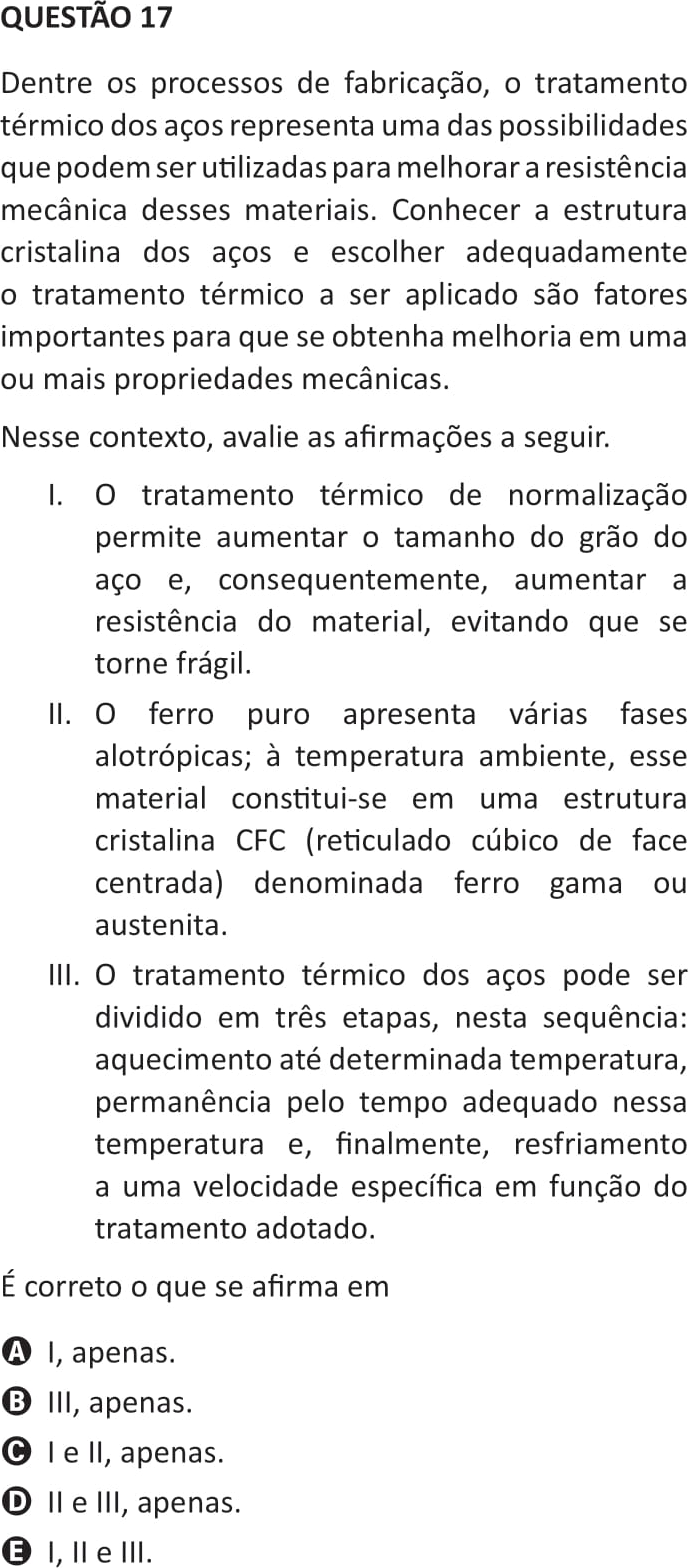 QUESTÃO 17
Dentre os processos de fabricação, o tratamento
térmico dos aços representa uma das possibilidades
que podem ser utilizadas para melhorar a resistência
mecânica desses materiais. Conhecer a estrutura
cristalina dos aços e escolher adequadamente
o tratamento térmico a ser aplicado são fatores
importantes para que se obtenha melhoria em uma
ou mais propriedades mecânicas.
Nesse contexto, avalie as afirmações a seguir.
I. O tratamento térmico de normalização
permite aumentar o tamanho do grão do
aço e, consequentemente, aumentar a
resistência do material, evitando que se
torne frágil.
II. O ferro puro apresenta várias fases
alotrópicas; à temperatura ambiente, esse
material constitui-se em uma estrutura
cristalina CFC (reticulado cúbico de face
centrada) denominada ferro gama ou
austenita.
III. O tratamento térmico dos aços pode ser
dividido em três etapas, nesta sequência:
aquecimento até determinada temperatura,
permanência pelo tempo adequado nessa
temperatura e, finalmente, resfriamento
a uma velocidade específica em função do
tratamento adotado.
É correto o que se afirma em
A I, apenas.
B III, apenas.
C I e II, apenas.
D II e III, apenas.
E I, II e III.